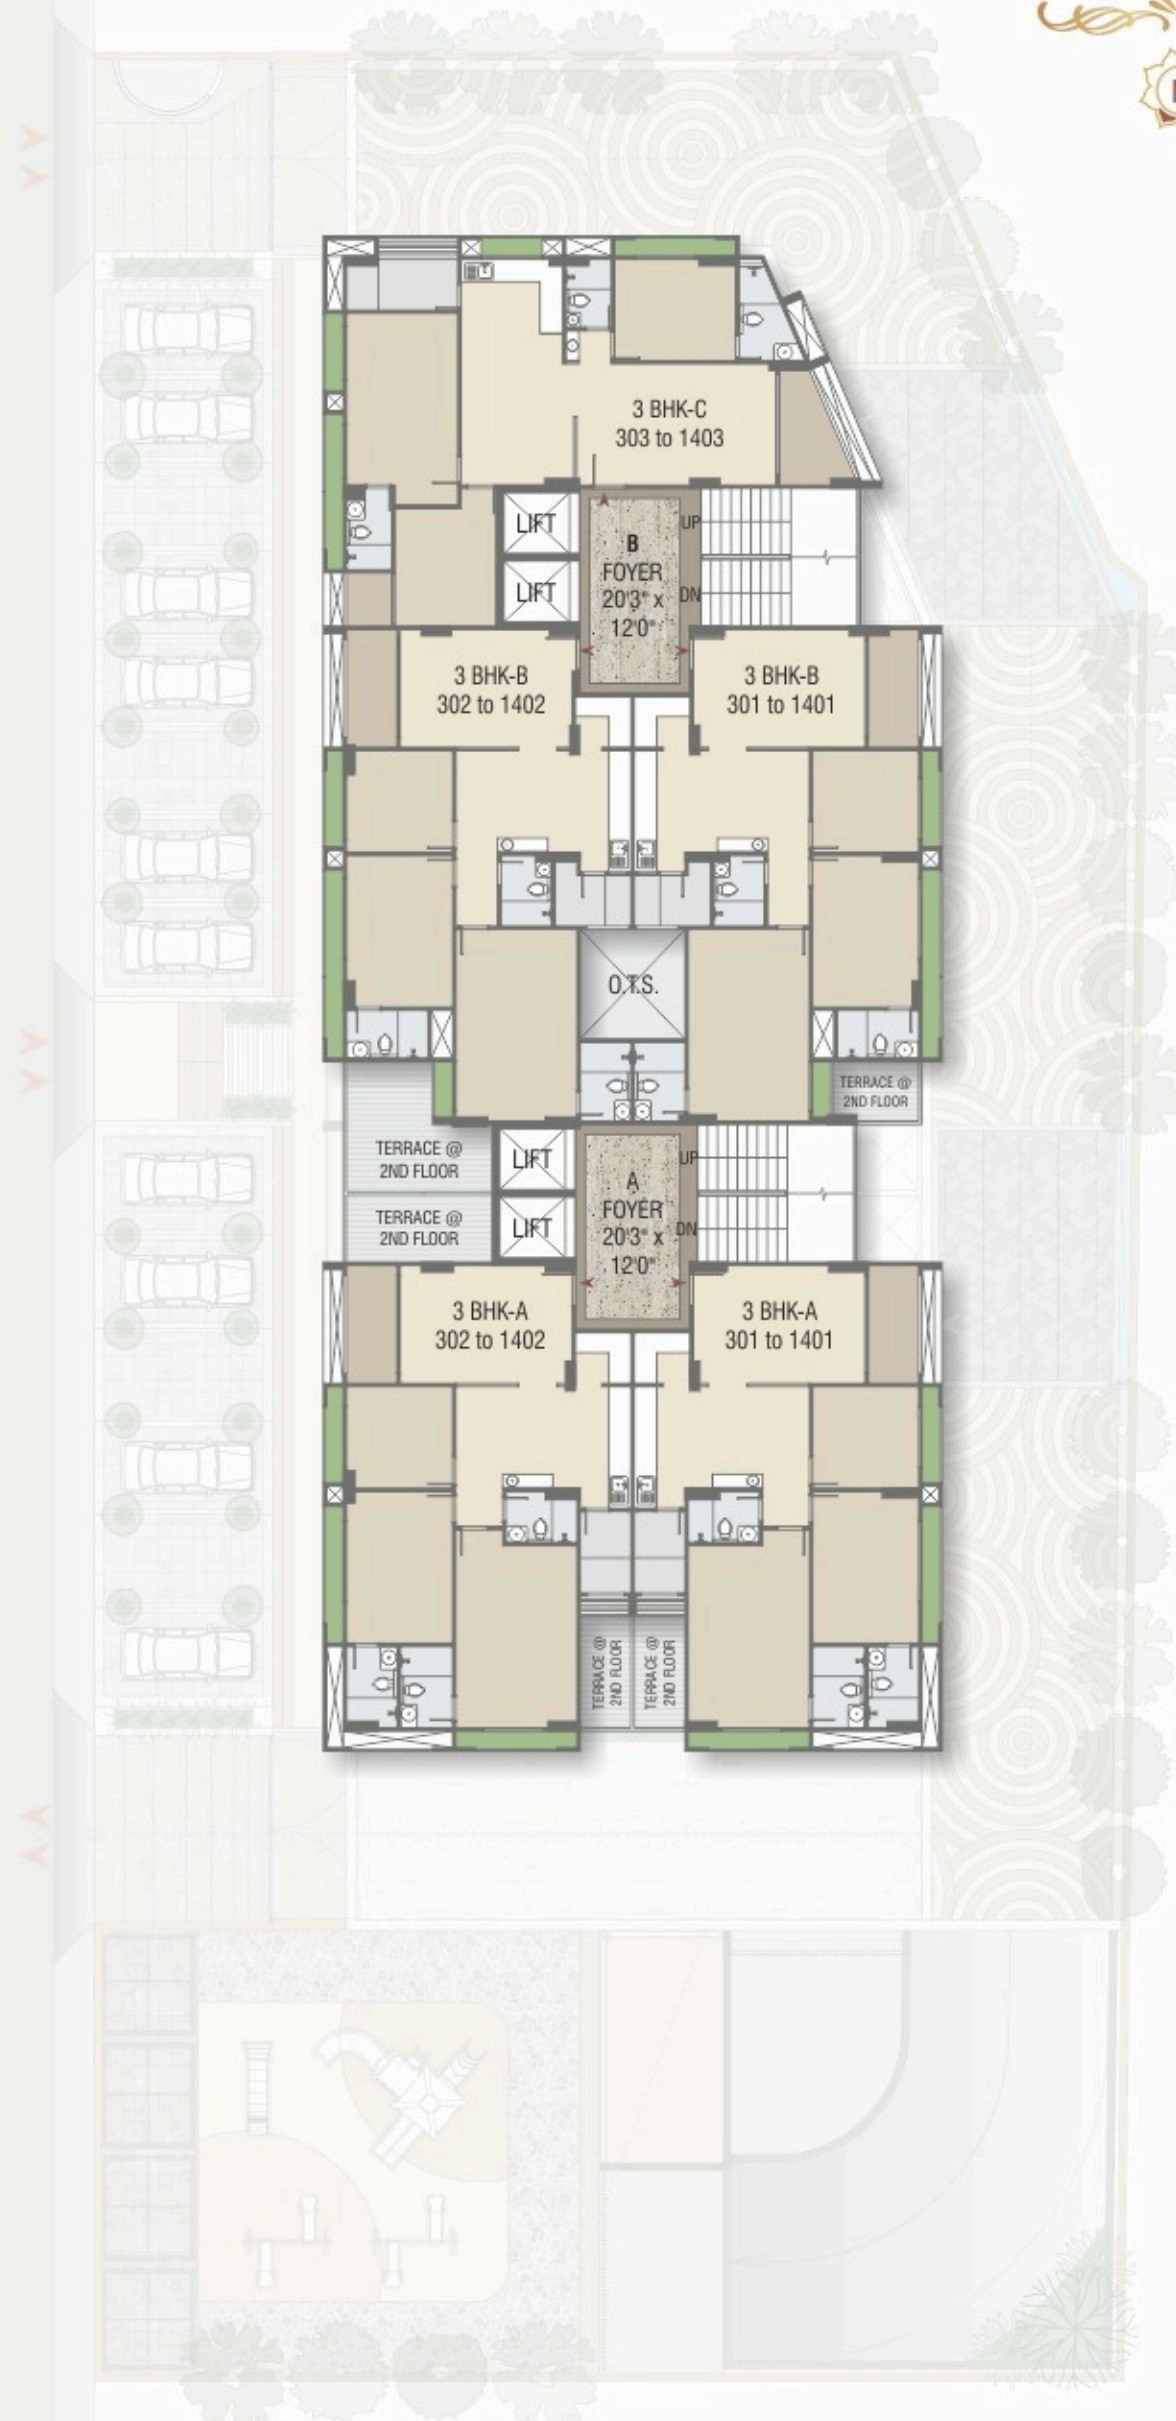 3 BHK-C
303 to 1403
LIFT
LIFT
B
FOYER
20'3" x
12'0"
UP
DN
3 BHK-B
302 to 1402
3 BHK-B
301 to 1401
O.T.S.
TERRACE @
2ND FLOOR
TERRACE @
2ND FLOOR
TERRACE @
2ND FLOOR
LIFT
LIFT
A
FOYER
20'3" x
12'0"
UP
DN
3 BHK-A
302 to 1402
3 BHK-A
301 to 1401
TERRACE @
2ND FLOOR
TERRACE @
2ND FLOOR